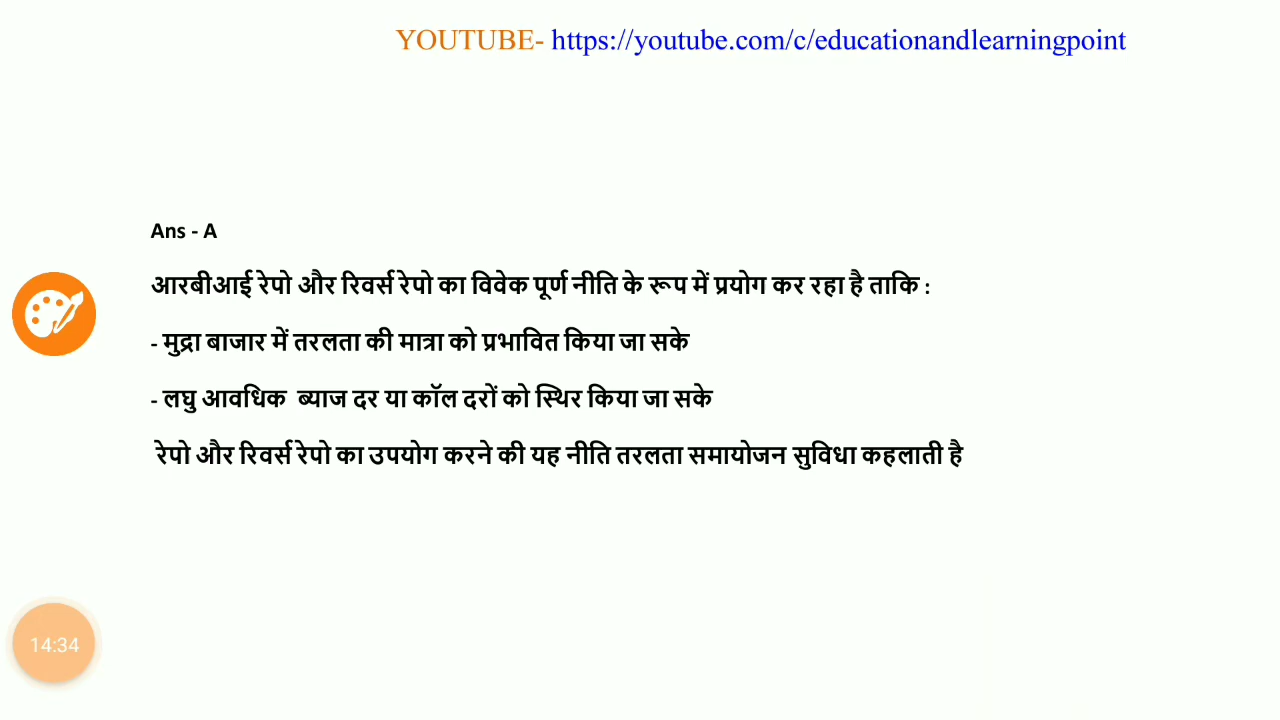 YOUTUBE- https://youtube.com/c/educationandlearningpoint
Ans - A
आरबीआई रेपो और रिवर्स रेपो का विवेक पूर्ण नीति के रूप में प्रयोग कर रहा है ताकि :
- मुद्रा बाजार में तरलता की मात्रा को प्रभावित किया जा सके
- लघु आवधिक ब्याज दर या कॉल दरों को स्थिर किया जा सके
रेपो और रिवर्स रेपो का उपयोग करने की यह नीति तरलता समायोजन सुविधा कहलाती है
14:34